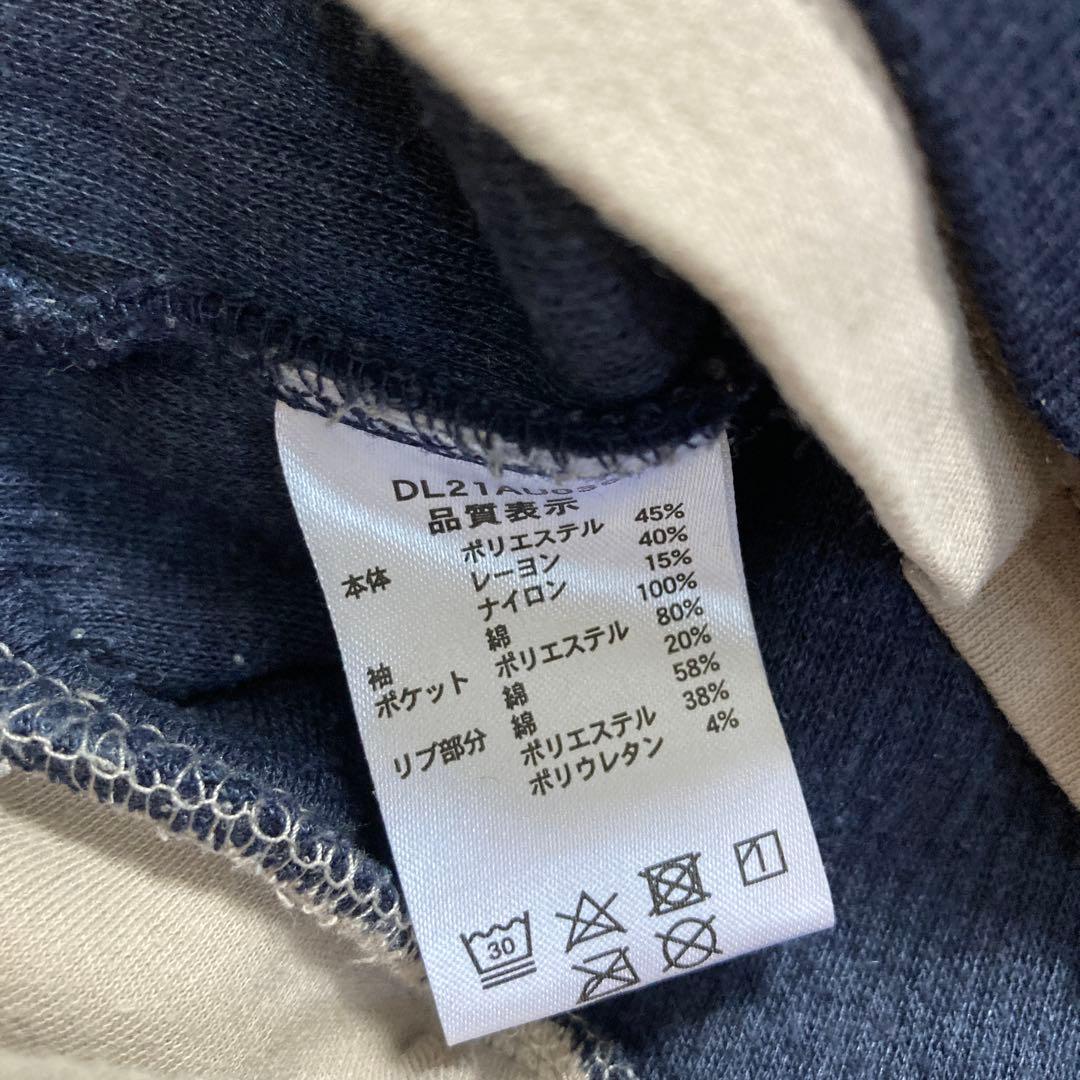 品質表示
本体 ポリエステル 45%
レーヨン 40%
ナイロン 15%
袖 綿 100%
ポケット ポリエステル 80%
綿 20%
リブ部分 綿 58%
ポリエステル 38%
ポリウレタン 4%
30